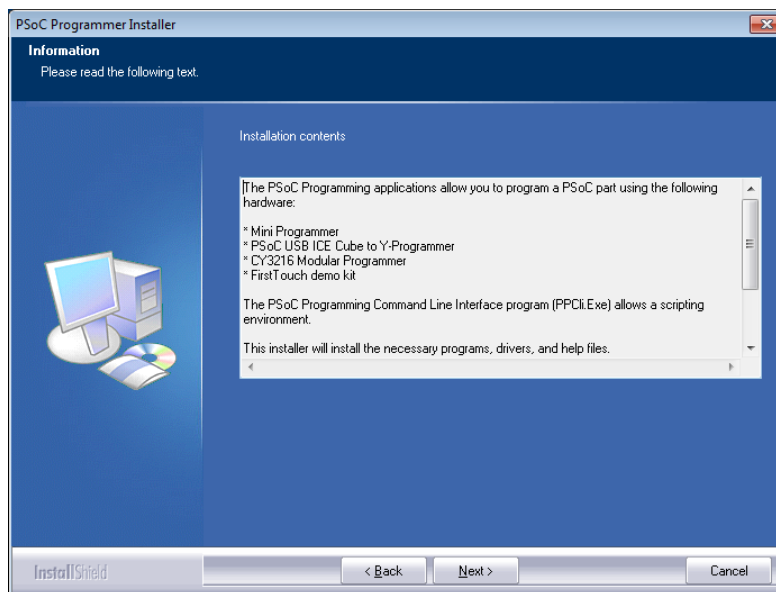 PSoC Programmer Installer
Information
Please read the following text.
Installation contents
The PSoC Programming applications allow you to program a PSoC part using the following
hardware:
* Mini Programmer
* PSoC USB ICE Cube to Y-Programmer
* CY3216 Modular Programmer
* FirstTouch demo kit
The PSoC Programming Command Line Interface program (PPCli.Exe) allows a scripting
environment.
This installer will install the necessary programs, drivers, and help files.
InstallShield
< Back
Next >
Cancel